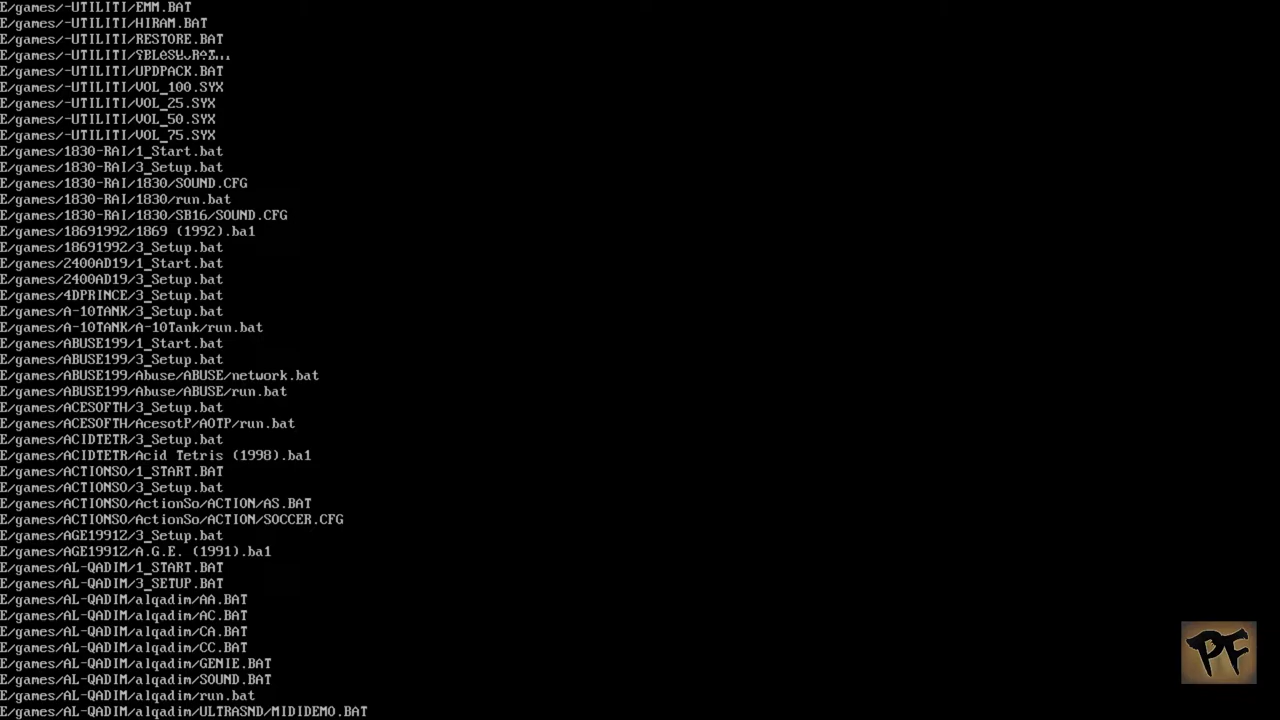 E/games/-UTILITI/EMM.BAT
E/games/-UTILITI/HIRAM.BAT
E/games/-UTILITI/RESTORE.BAT
E/games/-UTILITI/
E/games/-UTILITI/UPDPACK.BAT
E/games/-UTILITI/VOL_100.SYX
E/games/-UTILITI/VOL_25.SYX
E/games/-UTILITI/VOL_50.SYX
E/games/-UTILITI/VOL_75.SYX
E/games/1830-RAI/1_Start.bat
E/games/1830-RAI/3_Setup.bat
E/games/1830-RAI/1830/SOUND.CFG
E/games/1830-RAI/1830/run.bat
E/games/1830-RAI/1830/SB16/SOUND.CFG
E/games/18691992/1869 (1992).ba1
E/games/18691992/3_Setup.bat
E/games/2400AD19/1_Start.bat
E/games/2400AD19/3_Setup.bat
E/games/4DPRINCE/3_Setup.bat
E/games/A-10TANK/3_Setup.bat
E/games/A-10TANK/A-10Tank/run.bat
E/games/ABUSE199/1_Start.bat
E/games/ABUSE199/3_Setup.bat
E/games/ABUSE199/Abuse/ABUSE/network.bat
E/games/ABUSE199/Abuse/ABUSE/run.bat
E/games/ACESOFTH/3_Setup.bat
E/games/ACESOFTH/AcesotP/AOTP/run.bat
E/games/ACIDTETR/3_Setup.bat
E/games/ACIDTETR/Acid Tetris (1998).ba1
E/games/ACTIONSO/1_START.BAT
E/games/ACTIONSO/3_Setup.bat
E/games/ACTIONSO/ActionSo/ACTION/AS.BAT
E/games/ACTIONSO/ActionSo/ACTION/SOCCER.CFG
E/games/AGE1991Z/3_Setup.bat
E/games/AGE1991Z/A.G.E. (1991).ba1
E/games/AL-QADIM/1_START.BAT
E/games/AL-QADIM/3_SETUP.BAT
E/games/AL-QADIM/alqadim/AA.BAT
E/games/AL-QADIM/alqadim/AC.BAT
E/games/AL-QADIM/alqadim/CA.BAT
E/games/AL-QADIM/alqadim/CC.BAT
E/games/AL-QADIM/alqadim/GENIE.BAT
E/games/AL-QADIM/alqadim/SOUND.BAT
E/games/AL-QADIM/alqadim/run.bat
E/games/AL-QADIM/alqadim/ULTRASND/MIDIDEMO.BAT
PF